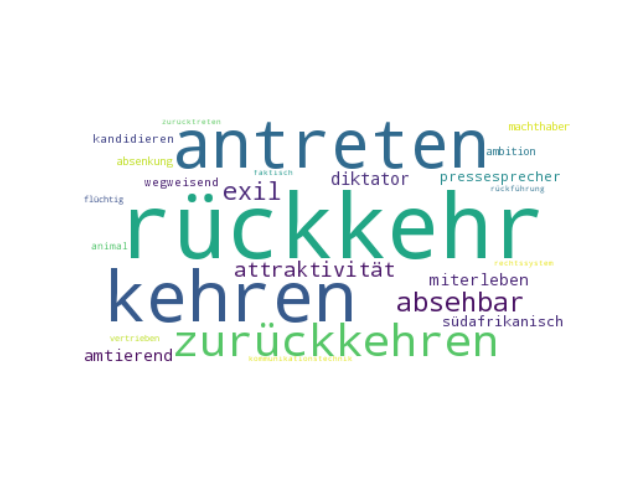 zurücktreten
antreten
machthaber
kandidieren
ambition
absenkung
faktisch
diktator
pressesprecher
wegweisend
exil
rückführung
flüchtig
rückkehr
animal
attraktivität
rechtssystem
kehren
miterleben
absehbar
südafrikanisch
zurückkehren
vertrieben
amtierend
kommunikationstechnik